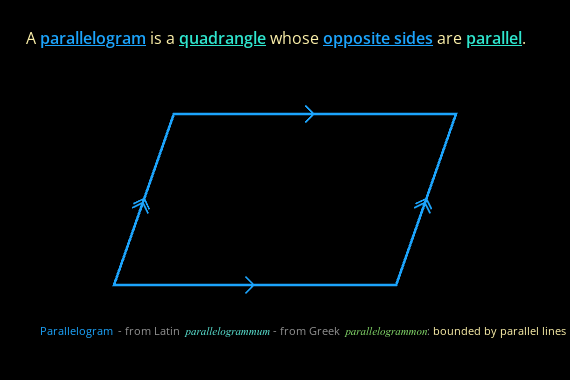 A parallelogram is a quadrangle whose opposite sides are parallel.
Parallelogram - from Latin parallelogrammum - from Greek parallelogrammon: bounded by parallel lines